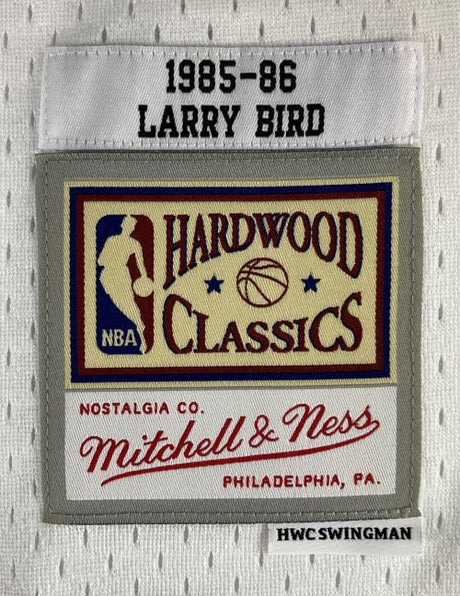 1985-86
LARRY BIRD
HARDWOOD
NBA
CLASSICS
NOSTALGIA CO.
Mitchell & Ness
PHILADELPHIA, PA.
HWC SWINGMAN